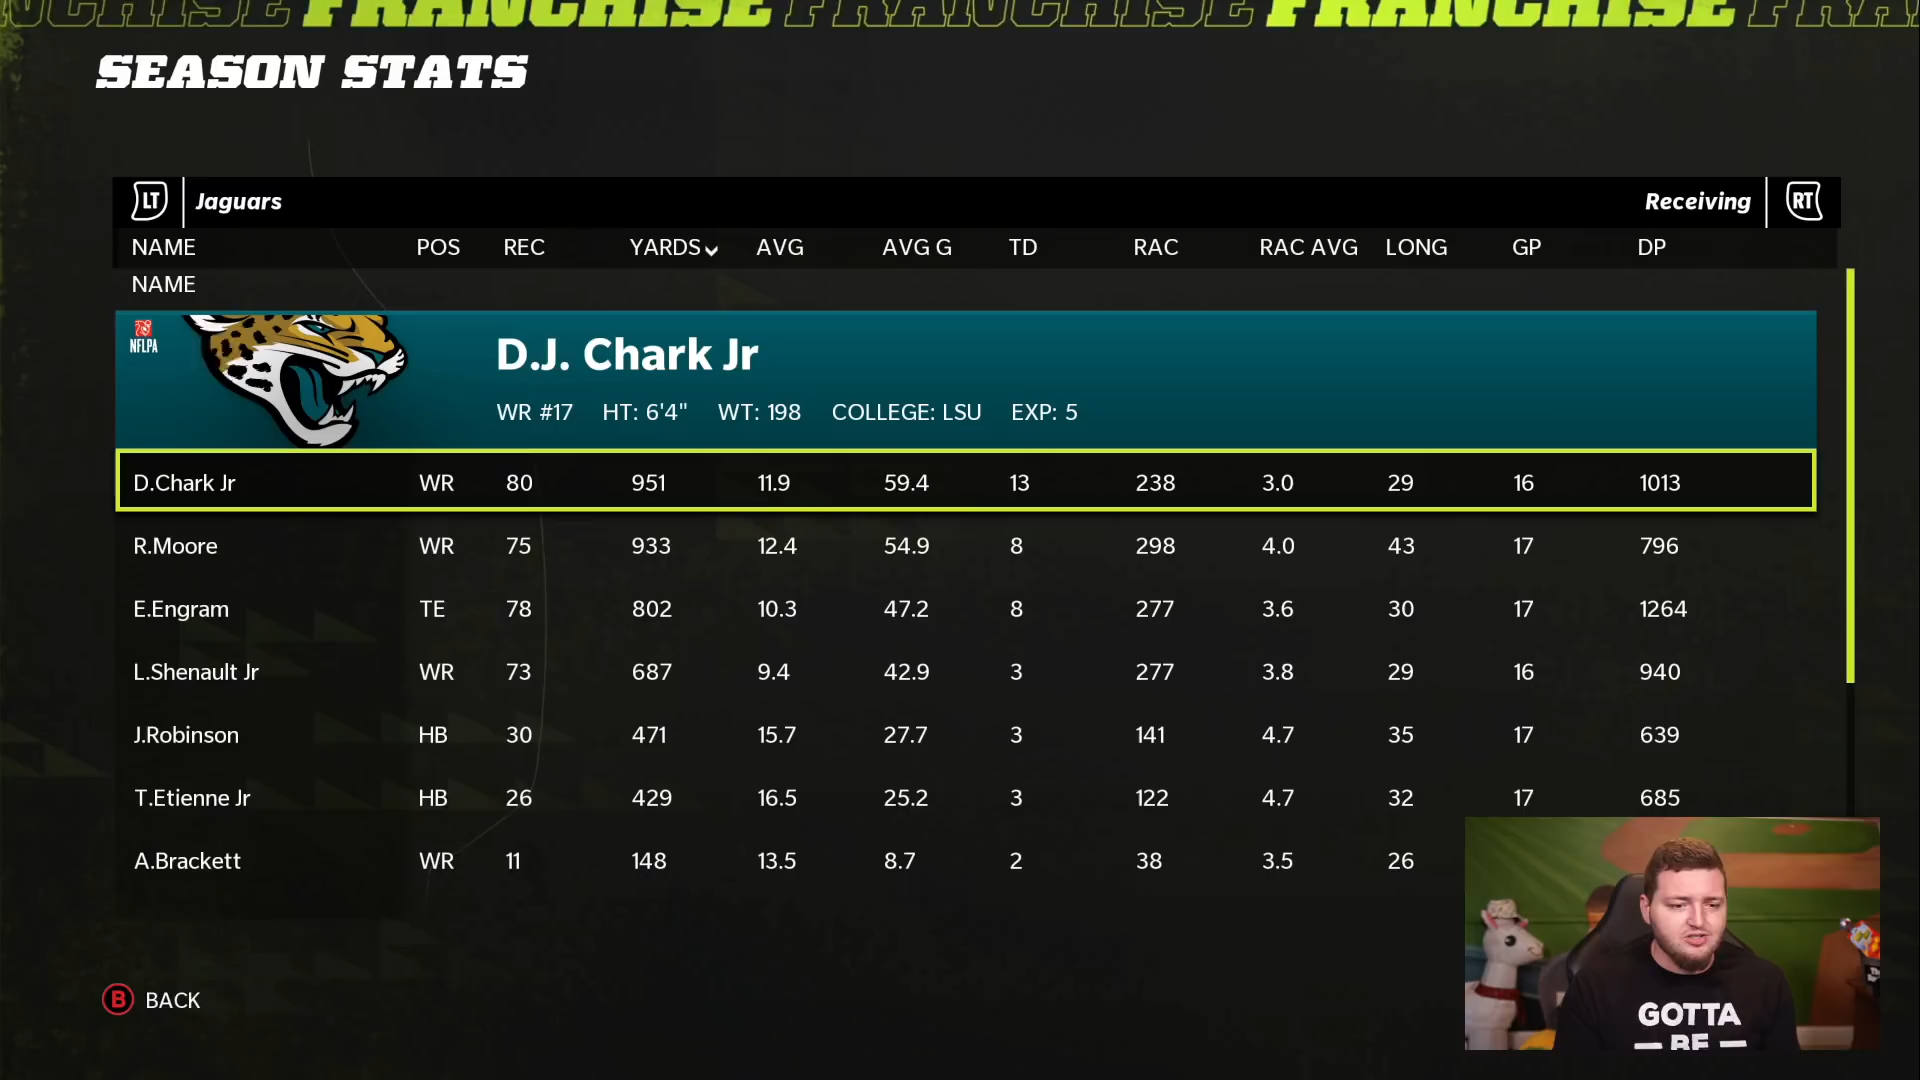 FRANCHISE FRANCHISE FRANCHISE
SEASON STATS
LT Jaguars Receiving RT
NAME POS REC YARDS AVG AVG G TD RAC RAC AVG LONG GP DP
NAME
NFLPA
D.J. Chark Jr
WR #17 HT: 6'4" WT: 198 COLLEGE: LSU EXP: 5
D.Chark Jr WR 80 951 11.9 59.4 13 238 3.0 29 16 1013
R.Moore WR 75 933 12.4 54.9 8 298 4.0 43 17 796
E.Engram TE 78 802 10.3 47.2 8 277 3.6 30 17 1264
L.Shenault Jr WR 73 687 9.4 42.9 3 277 3.8 29 16 940
J.Robinson HB 30 471 15.7 27.7 3 141 4.7 35 17 639
T.Etienne Jr HB 26 429 16.5 25.2 3 122 4.7 32 17 685
A.Brackett WR 11 148 13.5 8.7 2 38 3.5 26
B BACK
GOTTA
— BE —